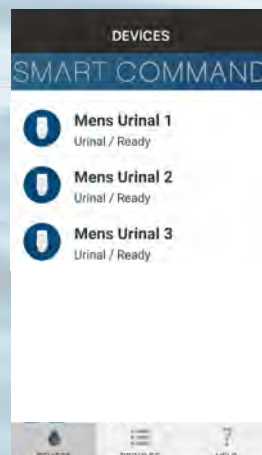 DEVICES
SMART COMMAND
Mens Urinal 1
Urinal / Ready
Mens Urinal 2
Urinal / Ready
Mens Urinal 3
Urinal / Ready
?